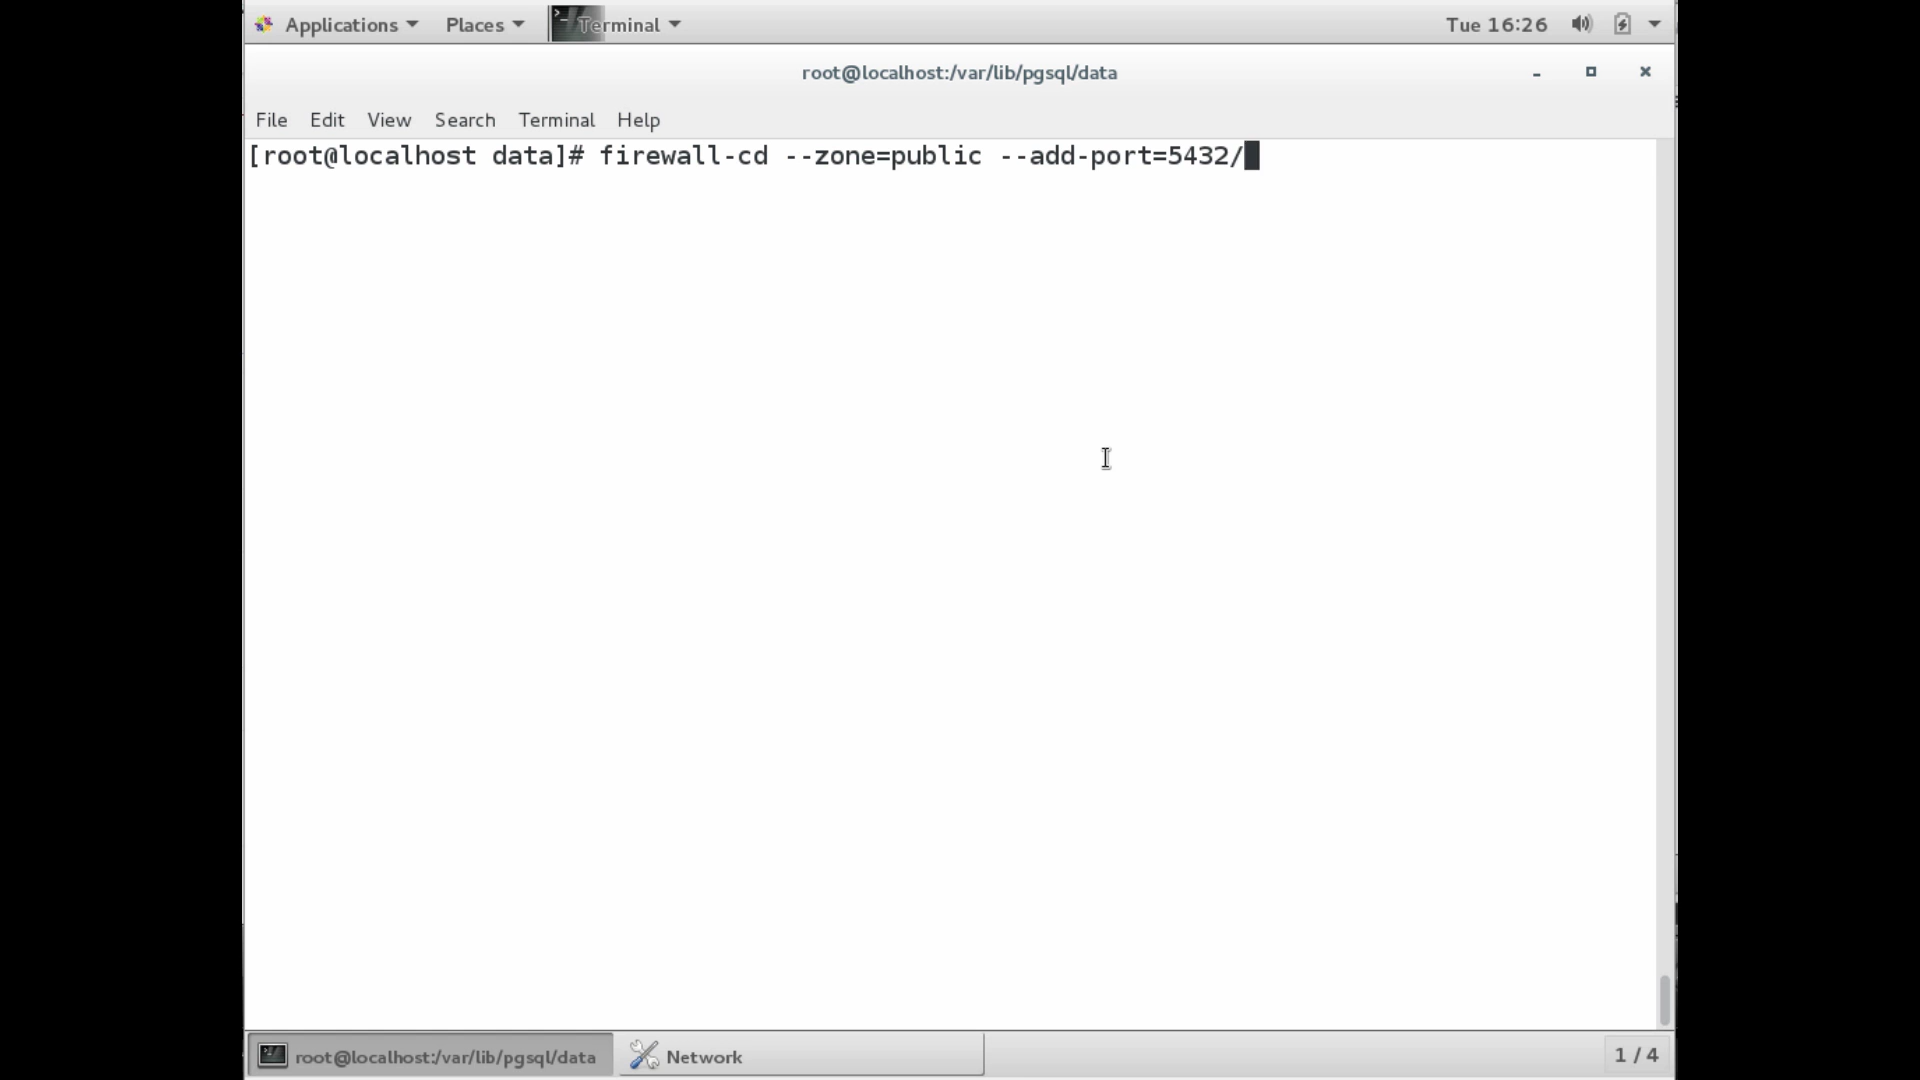 Applications Places Terminal Tue 16:26
root@localhost:/var/lib/pgsql/data
File Edit View Search Terminal Help
[root@localhost data]# firewall-cd --zone=public --add-port=5432/
root@localhost:/var/lib/pgsql/data Network 1 / 4